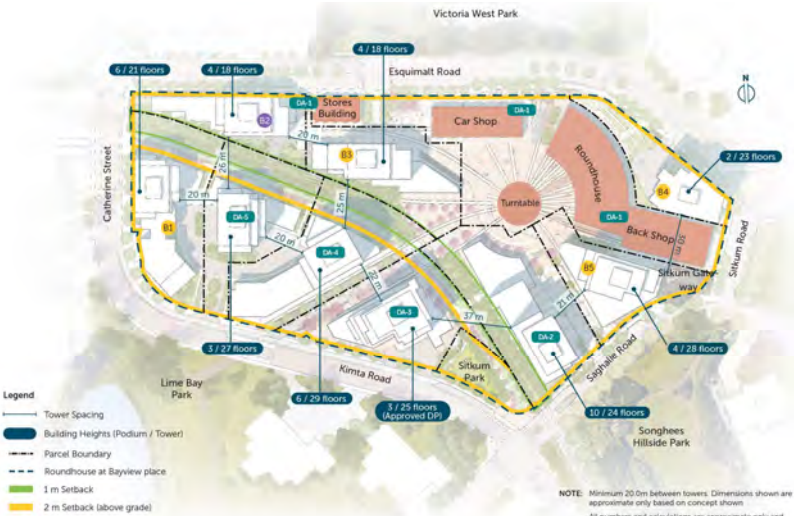 Victoria West Park
4 / 18 floors
6 / 21 floors
4 / 18 floors
Esquimalt Road
N
DA-1
Stores
Building
DA-1
Car Shop
B2
20 m
B3
26 m
Roundhouse
2 / 23 floors
B4
Catherine Street
20 m
25 m
Turntable
DA-1
Back Shop
30 m
Sitkum Road
B1
DA-5
20 m
DA-4
B5
Sitkum Gate-
way
22 m
DA-3
21 m
37 m
DA-2
Saghalie Road
4 / 28 floors
3 / 27 floors
Kimta Road
Sitkum
Park
Lime Bay
Park
6 / 29 floors
3 / 25 floors
(Approved DP)
10 / 24 floors
Songhees
Hillside Park
Legend
Tower Spacing
Building Heights (Podium / Tower)
Parcel Boundary
Roundhouse at Bayview place
1 m Setback
2 m Setback (above grade)
NOTE: Minimum 20.0m between towers. Dimensions shown are
approximate only based on concept shown